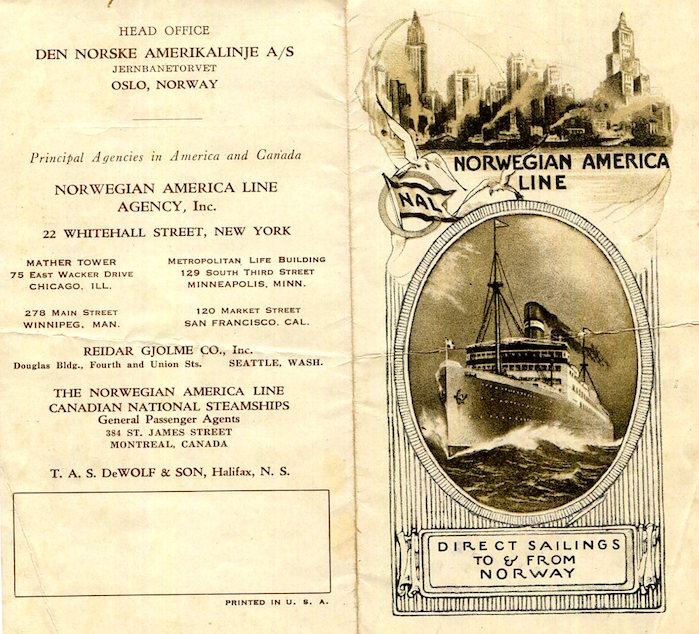 HEAD OFFICE
DEN NORSKE AMERIKALINJE A/S
JERNBANETORVET
OSLO, NORWAY
Principal Agencies in America and Canada
NORWEGIAN AMERICA LINE
AGENCY, Inc.
22 WHITEHALL STREET, NEW YORK
MATHER TOWER
75 EAST WACKER DRIVE
CHICAGO, ILL.
METROPOLITAN LIFE BUILDING
129 SOUTH THIRD STREET
MINNEAPOLIS, MINN.
278 MAIN STREET
WINNIPEG, MAN.
120 MARKET STREET
SAN FRANCISCO, CAL.
REIDAR GJOLME CO., Inc.
Douglas Bldg., Fourth and Union Sts. SEATTLE, WASH.
THE NORWEGIAN AMERICA LINE
CANADIAN NATIONAL STEAMSHIPS
General Passenger Agents
384 ST. JAMES STREET
MONTREAL, CANADA
T. A. S. DeWOLF & SON, Halifax, N. S.
PRINTED IN U. S. A.
NORWEGIAN AMERICA
LINE
NAL
DIRECT SAILINGS
TO & FROM
NORWAY